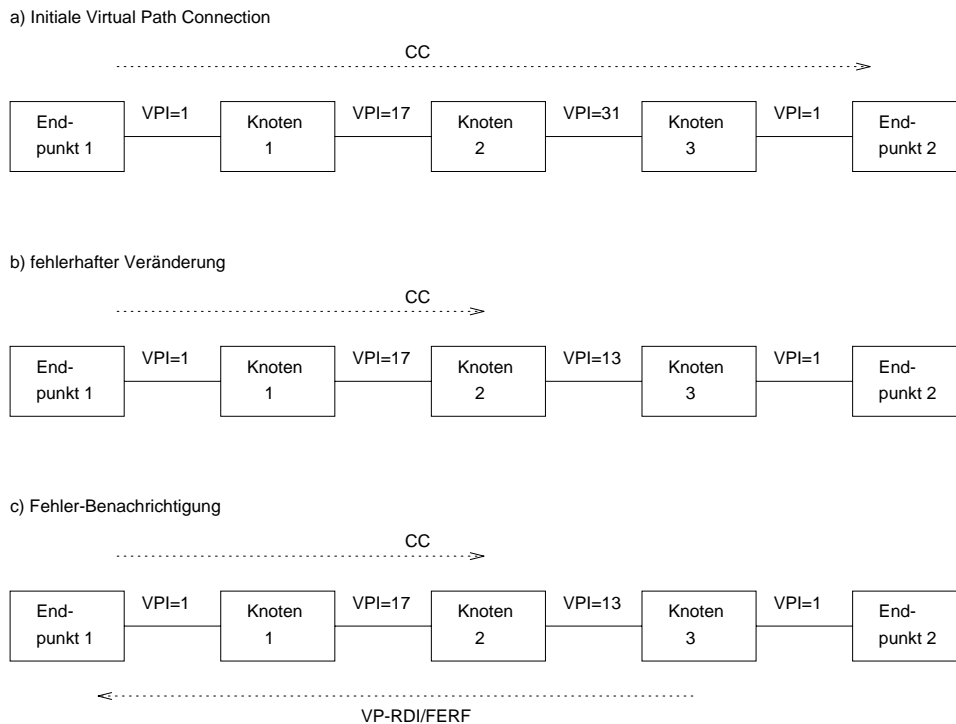 a) Initiale Virtual Path Connection
CC
End-
punkt 1
VPI=1
Knoten
1
VPI=17
Knoten
2
VPI=31
Knoten
3
VPI=1
End-
punkt 2
b) fehlerhafter Veränderung
CC
End-
punkt 1
VPI=1
Knoten
1
VPI=17
Knoten
2
VPI=13
Knoten
3
VPI=1
End-
punkt 2
c) Fehler-Benachrichtigung
CC
End-
punkt 1
VPI=1
Knoten
1
VPI=17
Knoten
2
VPI=13
Knoten
3
VPI=1
End-
punkt 2
VP-RDI/FERF